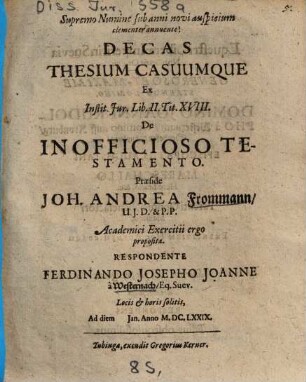 Diss. Jur. 558 9
Supremo Numine sub anni novi auspicium
clementer annuente!
DECAS
THESIUM CASUUMQUE
Ex
Instit. Jur. Lib. II. Tit. XVIII.
De
INOFFICIOSO TE-
STAMENTO.
Præside
JOH. ANDREA Frommann/
U.J.D. & P.P.
Academici Exercitii ergo
proposita.
RESPONDENTE
FERDINANDO JOSEPHO JOANNE
à Westernach/ Eq. Suev.
Locis & horis solitis,
Ad diem Jan. Anno M. DC, LXXIX.
Tubingæ, excudit Gregorius Kerner.
85,